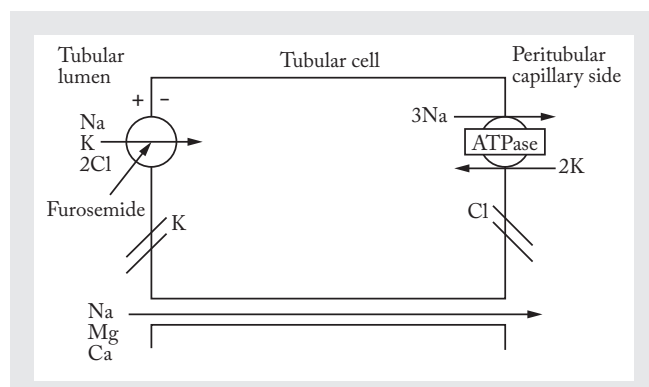 Tubular
lumen
Tubular cell
Peritubular
capillary side
+ −
Na
K
2Cl
3Na
ATPase
2K
Furosemide
K
Cl
Na
Mg
Ca